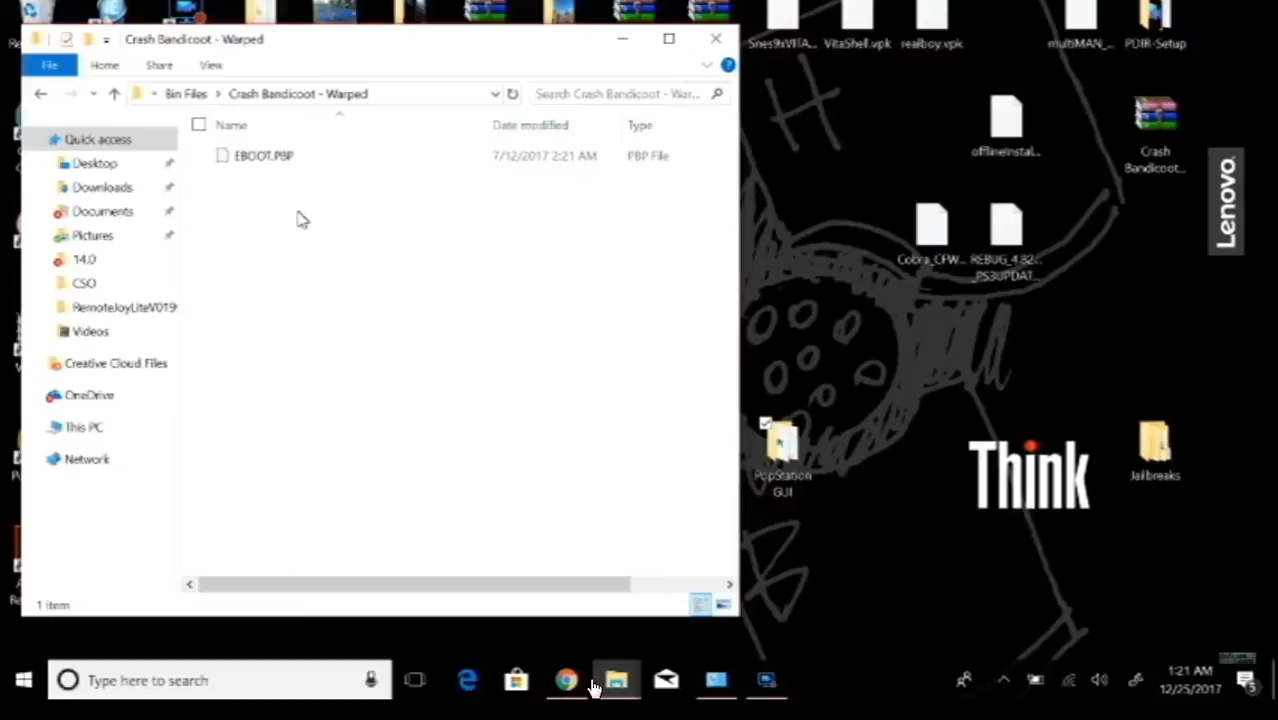 Crash Bandicoot - Warped
File
Home
Share
View
Bin Files > Crash Bandicoot - Warped
Search Crash Bandicoot - War...
Quick access
Desktop
Downloads
Documents
Pictures
14.0
CSO
RemoteJoyLiteV019
Videos
Creative Cloud Files
OneDrive
This PC
Network
Name
Date modified
Type
EBOOT.PBP
7/12/2017 2:21 AM
PBP File
1 item
Snes9xVITA...
VitaShell.vpk
realboy.vpk
multiMAN_...
PDIR-Setup
offlineInstal...
Crash
Bandicoot...
Cobra_CFW...
REBUG_4.82...
_PS3UPDAT...
PopStation
GUI
Jailbreaks
Lenovo
Think
H
B
Type here to search
1:21 AM
12/25/2017
5